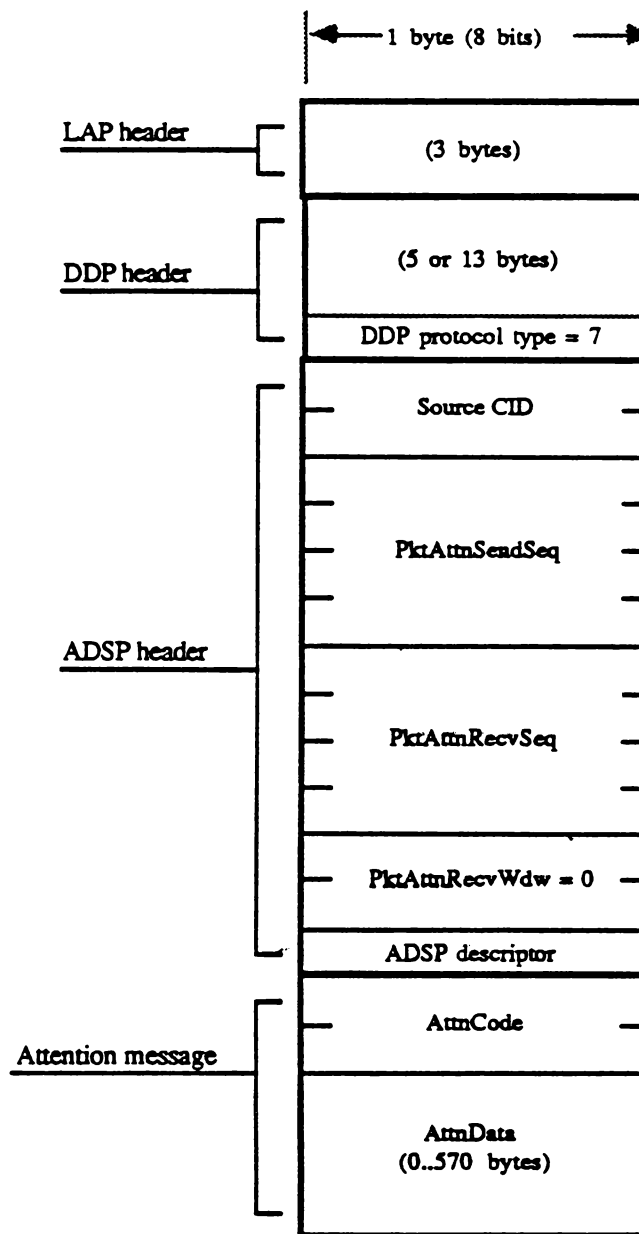 1 byte (8 bits)
LAP header
(3 bytes)
DDP header
(5 or 13 bytes)
DDP protocol type = 7
Source CID
PktAttnSendSeq
ADSP header
PktAttnRecvSeq
PktAttnRecvWdw = 0
ADSP descriptor
AttnCode
Attention message
AttnData
(0..570 bytes)